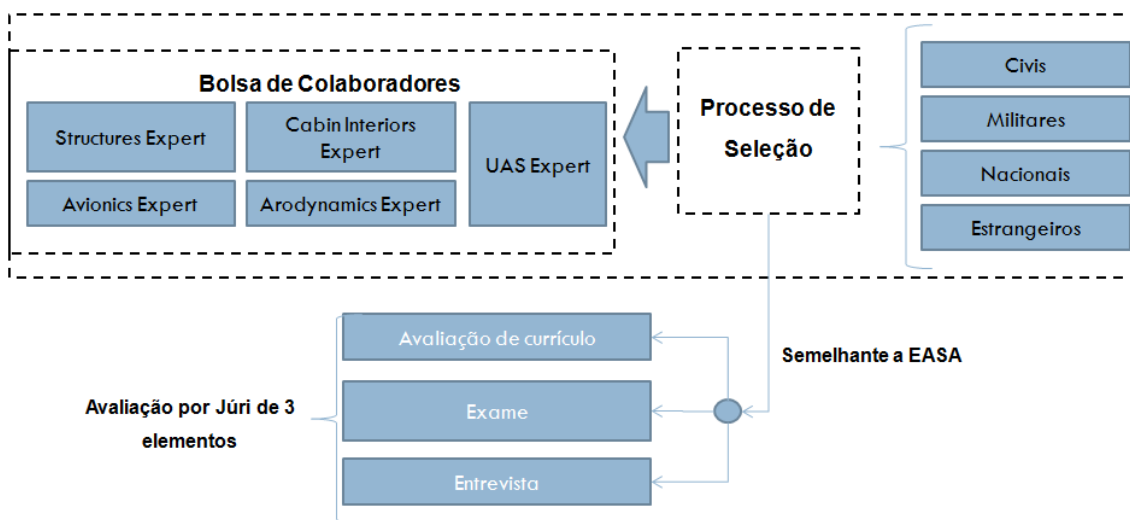 Bolsa de Colaboradores
Structures Expert
Cabin Interiors
Expert
UAS Expert
Avionics Expert
Arodynamics Expert
Processo de
Seleção
Civis
Militares
Nacionais
Estrangeiros
Avaliação de currículo
Semelhante a EASA
Avaliação por Júri de 3
elementos
Exame
Entrevista